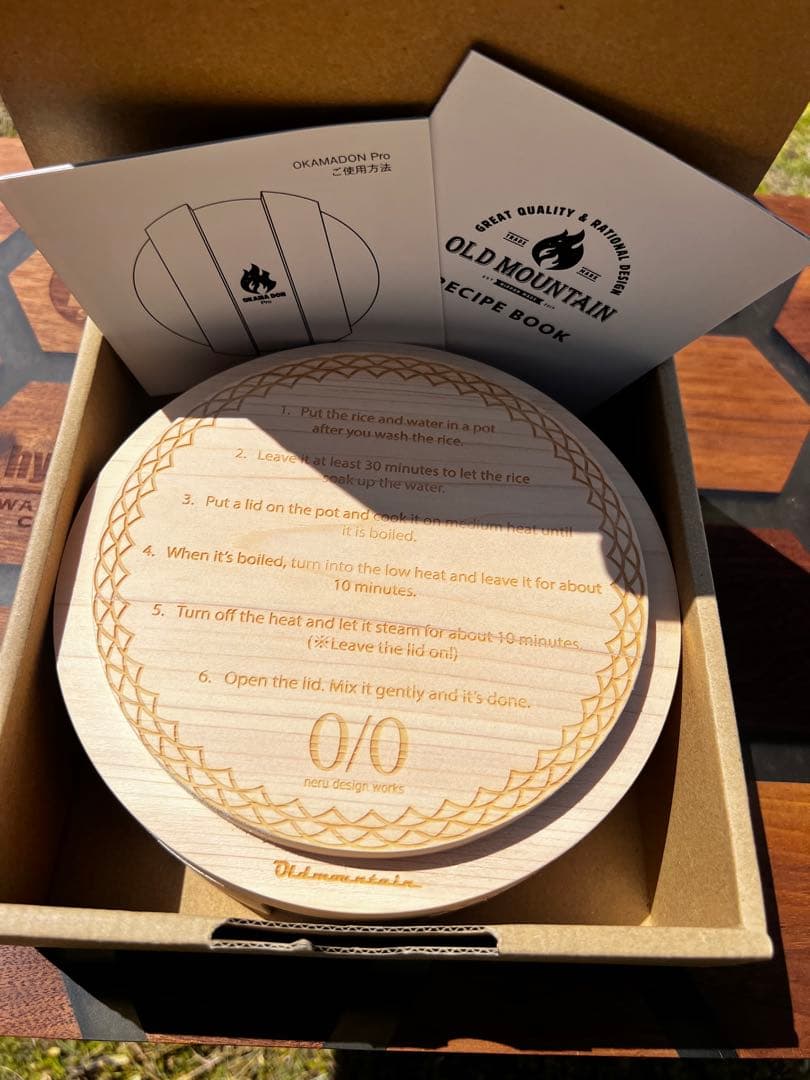 OKAMADON Pro
ご使用方法
OKAMA DON
Pro
GREAT QUALITY & RATIONAL DESIGN
TRADE MARK
OLD MOUNTAIN
RECIPE BOOK
1. Put the rice and water in a pot
after you wash the rice.
2. Leave it at least 30 minutes to let the rice
soak up the water.
3. Put a lid on the pot and cook it on medium heat until
it is boiled.
4. When it's boiled, turn into the low heat and leave it for about
10 minutes.
5. Turn off the heat and let it steam for about 10 minutes.
(※Leave the lid on!)
6. Open the lid. Mix it gently and it's done.
0/0
neru design works
Oldmountain
hy
WA
C